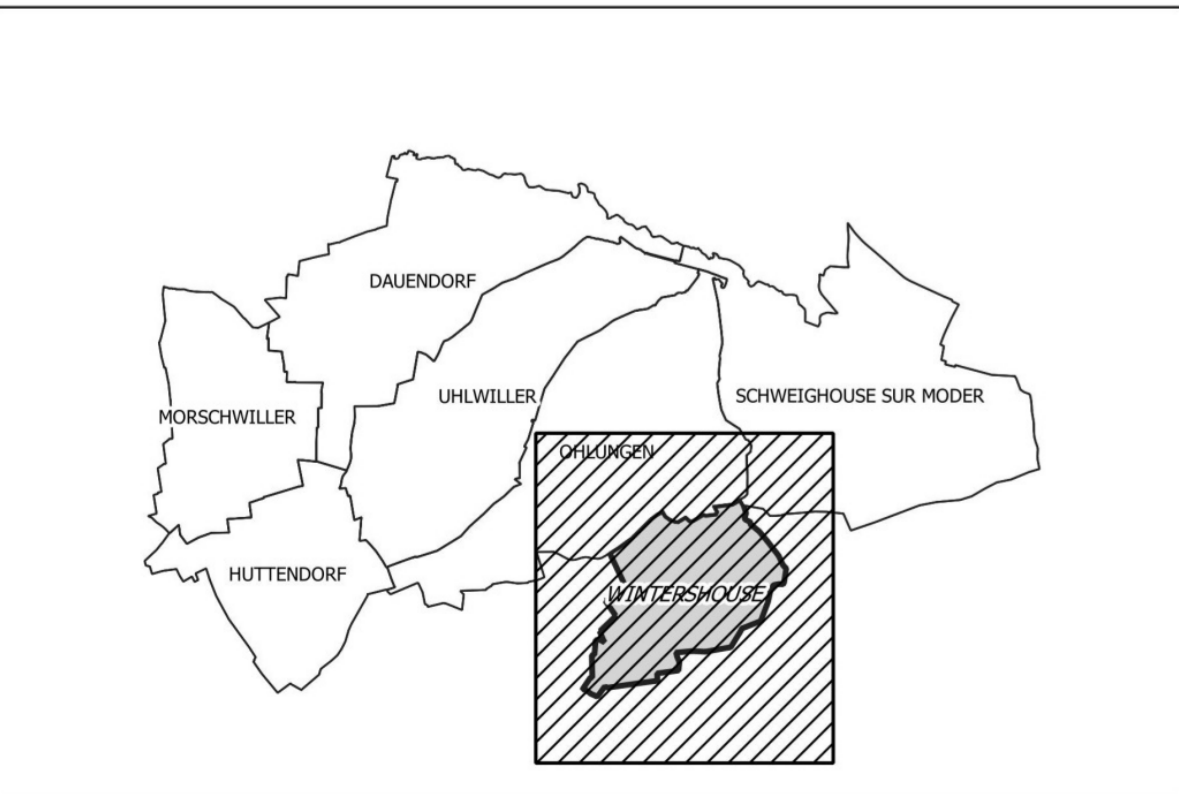 DAUENDORF
UHLWILLER
SCHWEIGHOUSE SUR MODER
MORSCHWILLER
OHLUNGEN
HUTTENDORF
WINTERSHOUSE